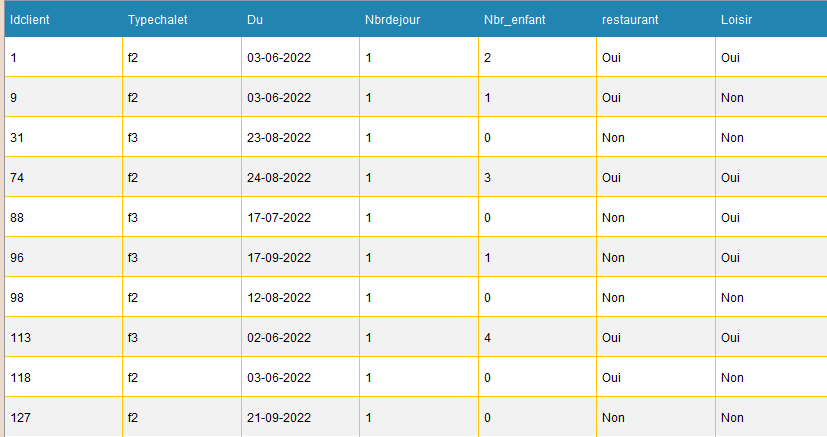 Idclient Typechalet Du Nbrdejour Nbr_enfant restaurant Loisir
1 f2 03-06-2022 1 2 Oui Oui
9 f2 03-06-2022 1 1 Oui Non
31 f3 23-08-2022 1 0 Non Non
74 f2 24-08-2022 1 3 Oui Oui
88 f3 17-07-2022 1 0 Non Oui
96 f3 17-09-2022 1 1 Non Oui
98 f2 12-08-2022 1 0 Non Non
113 f3 02-06-2022 1 4 Oui Oui
118 f2 03-06-2022 1 0 Oui Non
127 f2 21-09-2022 1 0 Non Non